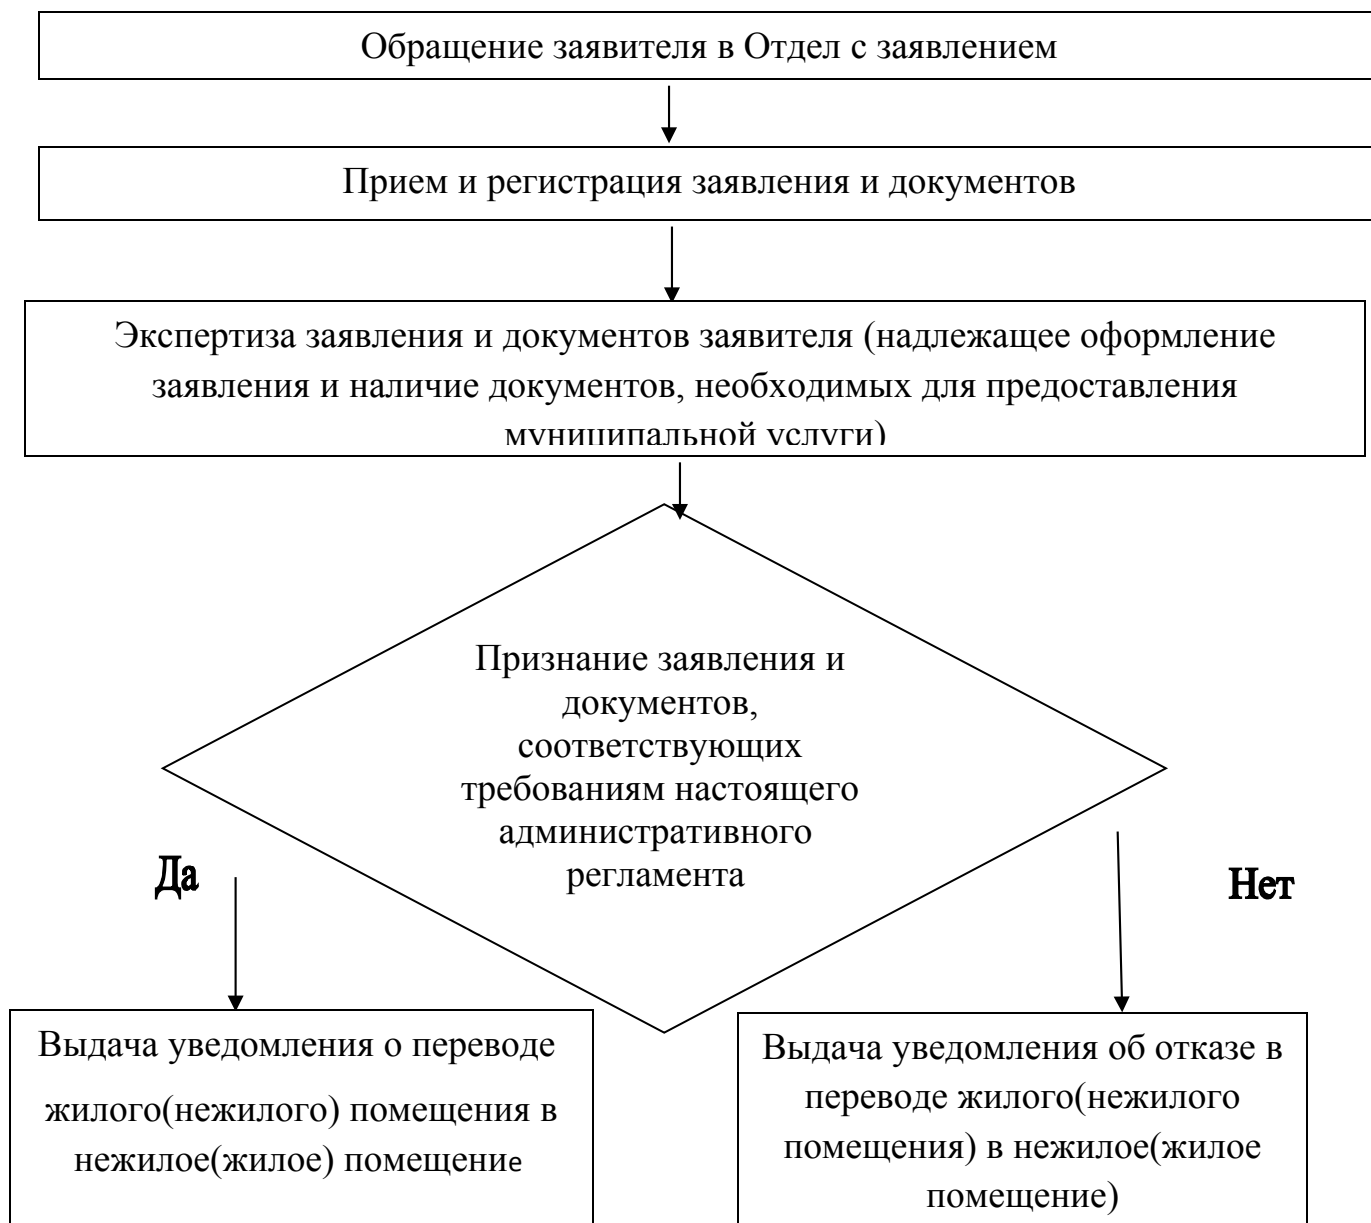 Обращение заявителя в Отдел с заявлением
Прием и регистрация заявления и документов
Экспертиза заявления и документов заявителя (надлежащее оформление
заявления и наличие документов, необходимых для предоставления
муниципальной услуги)
Признание заявления и
документов,
соответствующих
требованиям настоящего
административного
регламента
Да
Нет
Выдача уведомления о переводе
жилого(нежилого) помещения в
нежилое(жилое) помещение
Выдача уведомления об отказе в
переводе жилого(нежилого
помещения) в нежилое(жилое
помещение)